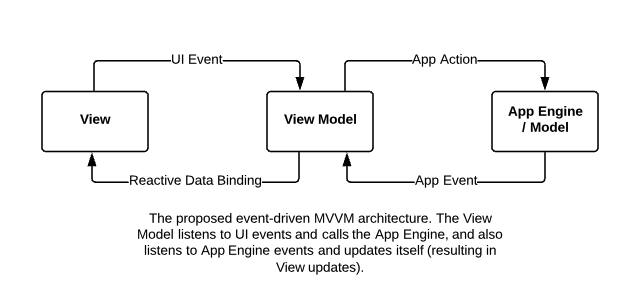 UI Event
App Action
View
View Model
App Engine
/ Model
Reactive Data Binding
App Event
The proposed event-driven MVVM architecture. The View
Model listens to UI events and calls the App Engine, and also
listens to App Engine events and updates itself (resulting in
View updates).